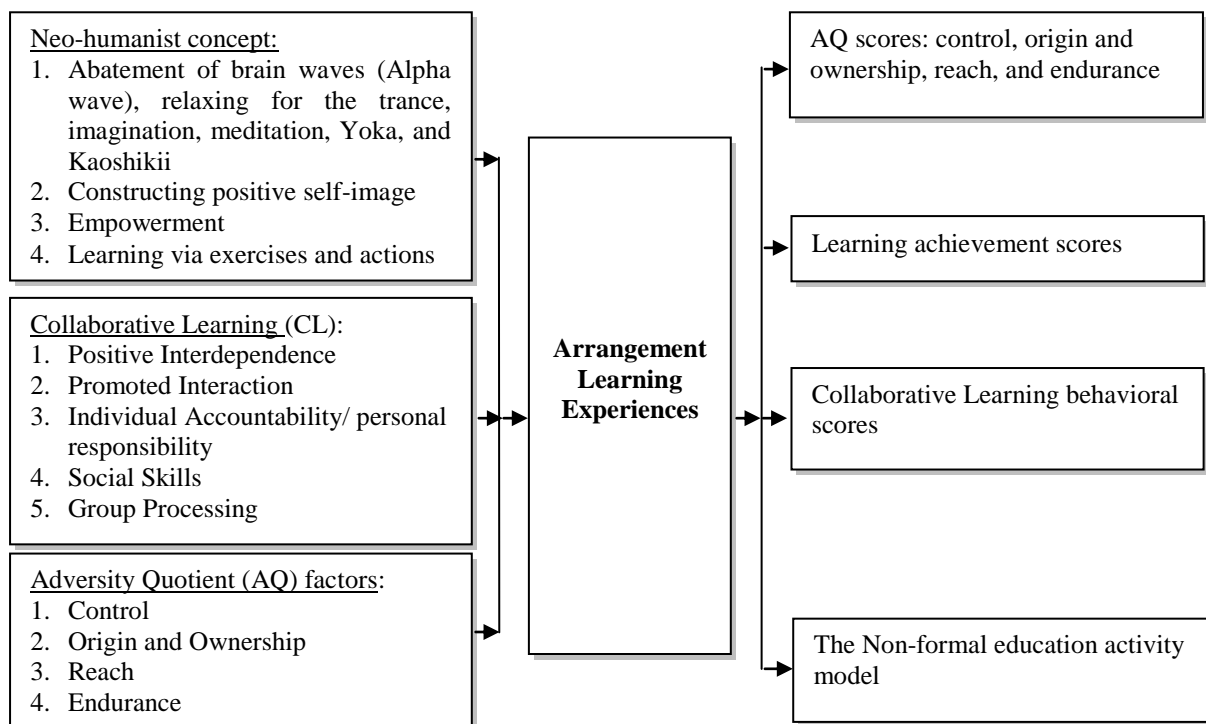 Neo-humanist concept:
1. Abatement of brain waves (Alpha
wave), relaxing for the trance,
imagination, meditation, Yoka, and
Kaoshikii
2. Constructing positive self-image
3. Empowerment
4. Learning via exercises and actions
Collaborative Learning (CL):
1. Positive Interdependence
2. Promoted Interaction
3. Individual Accountability/ personal
responsibility
4. Social Skills
5. Group Processing
Adversity Quotient (AQ) factors:
1. Control
2. Origin and Ownership
3. Reach
4. Endurance
Arrangement
Learning
Experiences
AQ scores: control, origin and
ownership, reach, and endurance
Learning achievement scores
Collaborative Learning behavioral
scores
The Non-formal education activity
model